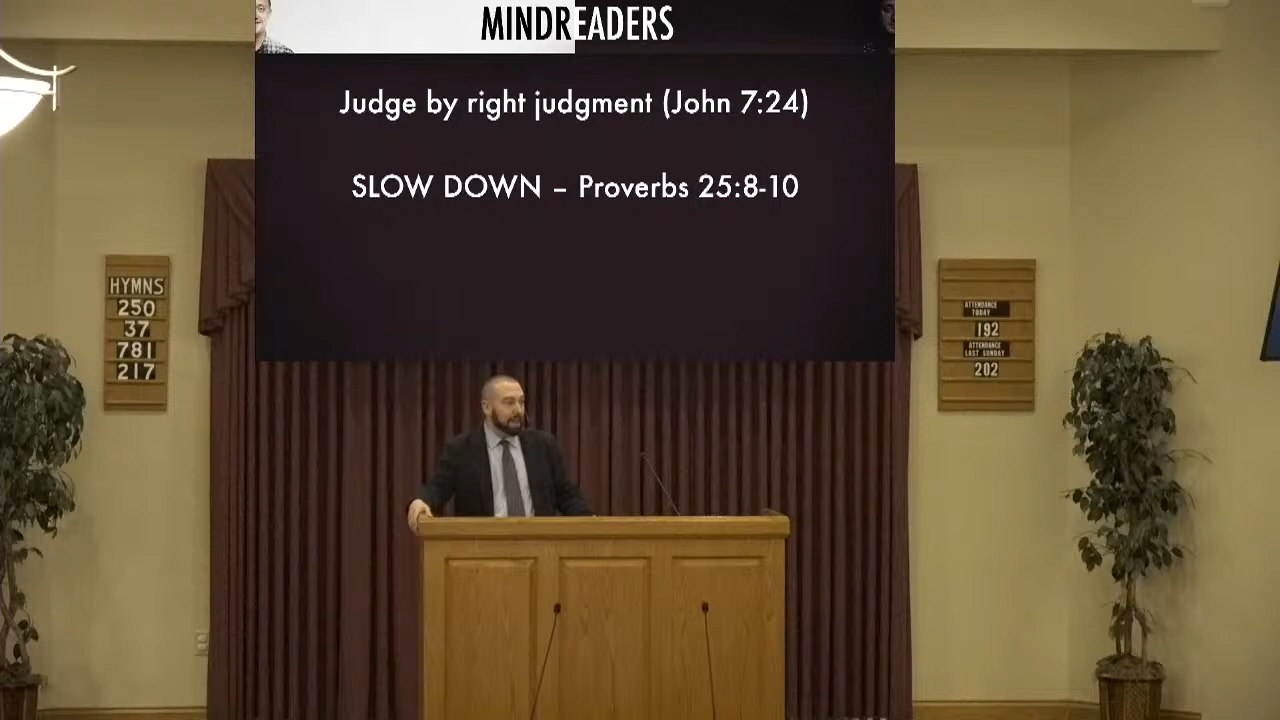 MINDREADERS
Judge by right judgment (John 7:24)
SLOW DOWN – Proverbs 25:8-10
HYMNS
250
37
781
217
ATTENDANCE
TODAY
192
ATTENDANCE
LAST SUNDAY
202